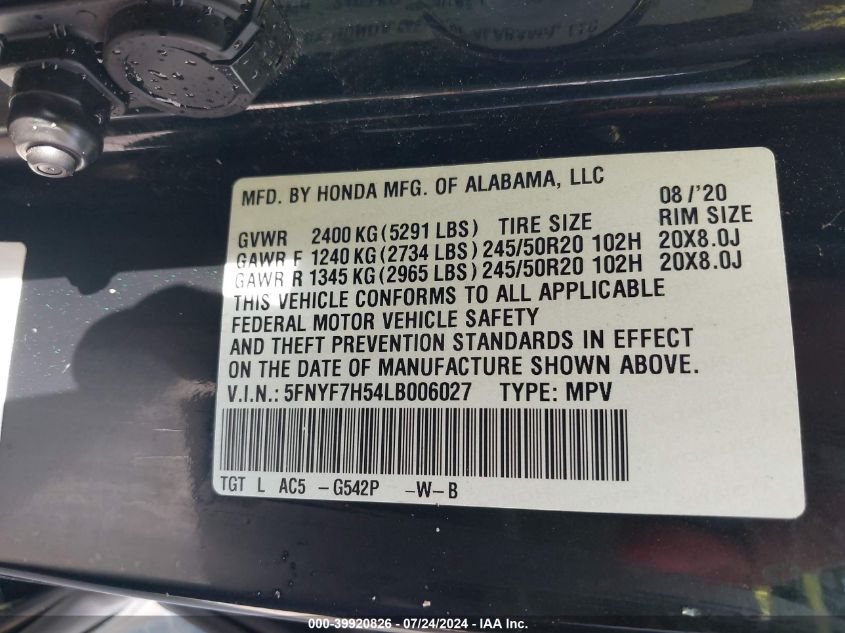 MFD. BY HONDA MFG. OF ALABAMA, LLC 08/'20
GVWR 2400 KG (5291 LBS) TIRE SIZE RIM SIZE
GAWR F 1240 KG (2734 LBS) 245/50R20 102H 20X8.0J
GAWR R 1345 KG (2965 LBS) 245/50R20 102H 20X8.0J
THIS VEHICLE CONFORMS TO ALL APPLICABLE
FEDERAL MOTOR VEHICLE SAFETY
AND THEFT PREVENTION STANDARDS IN EFFECT
ON THE DATE OF MANUFACTURE SHOWN ABOVE.
V.I.N.: 5FNYF7H54LB006027 TYPE: MPV
TGT L AC5 -G542P -W-B
000-39920826 - 07/24/2024 - IAA Inc.